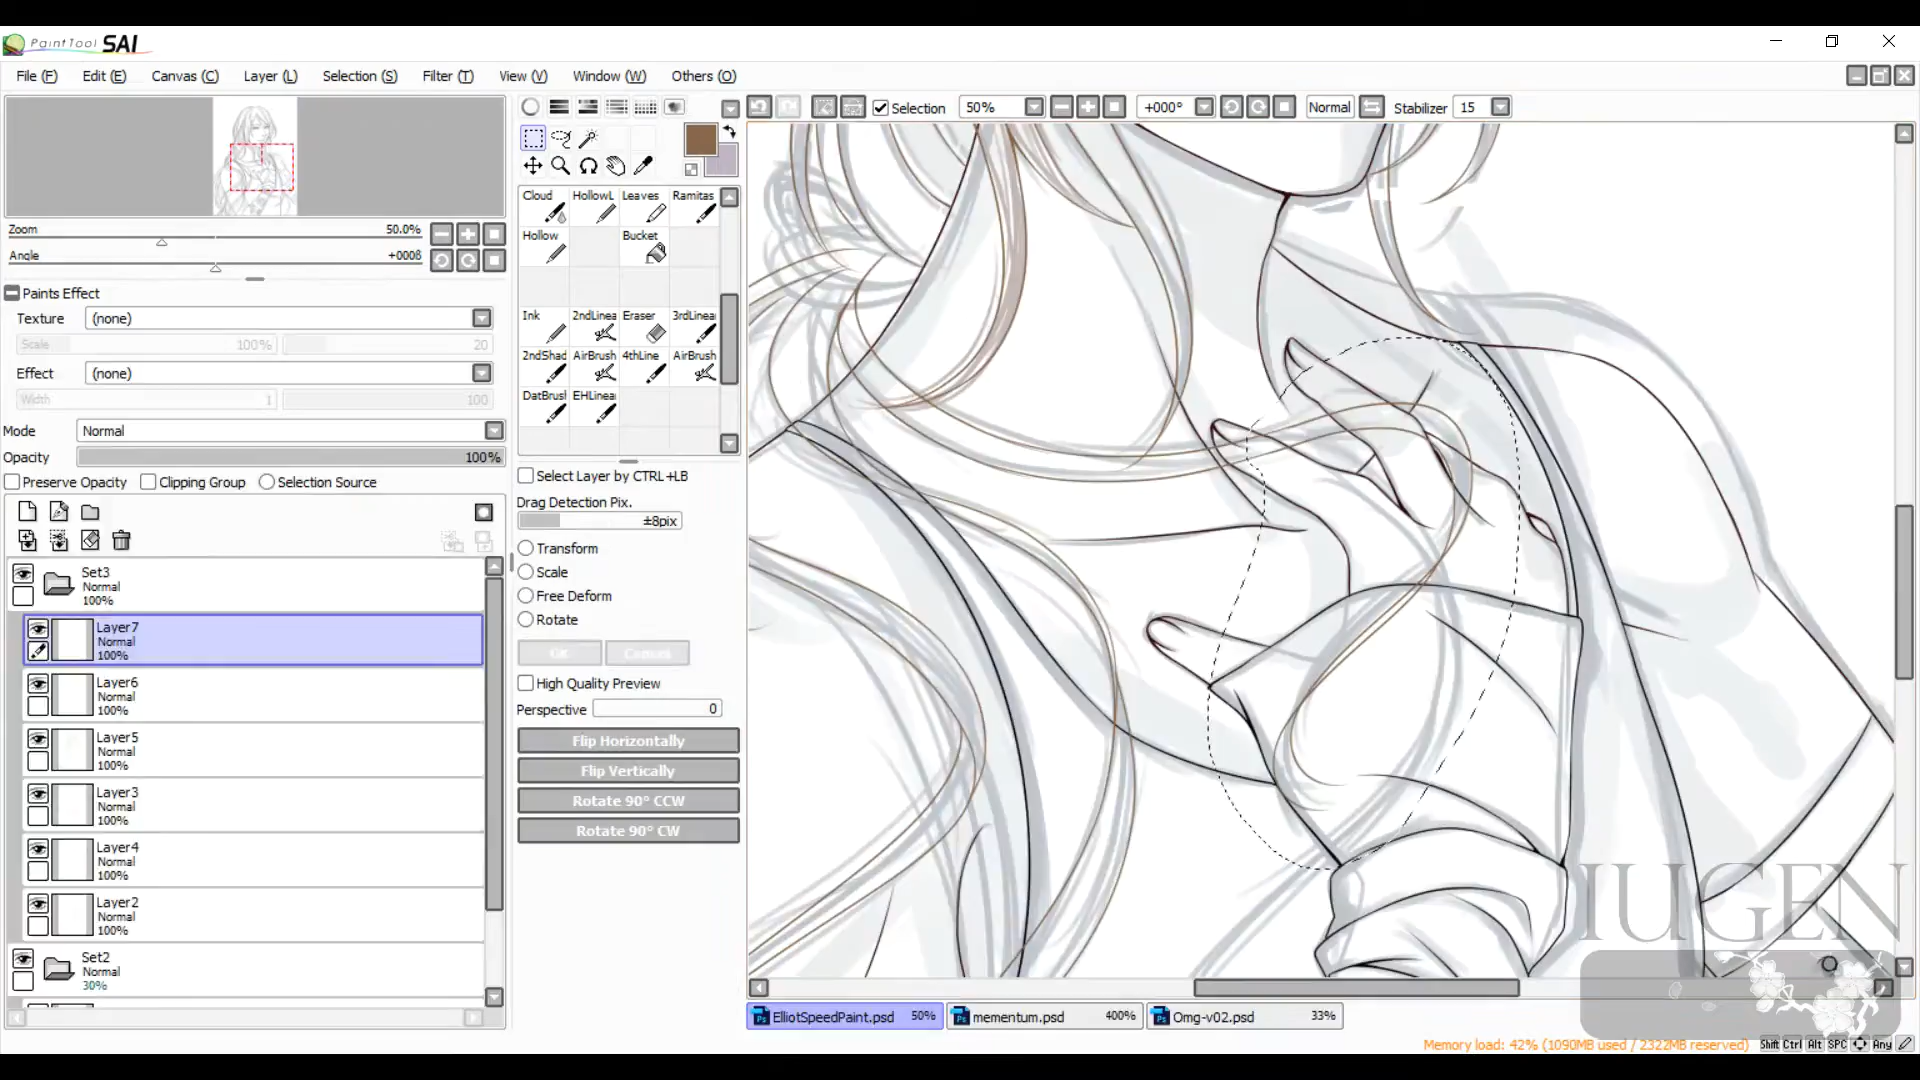 PaintTool SAI
File (F) Edit (E) Canvas (C) Layer (L) Selection (S) Filter (T) View (V) Window (W) Others (O)
Selection 50% +000° Normal Stabilizer 15
Zoom 50.0%
Angle +000ß
Paints Effect
Texture (none)
Scale 100% 20
Effect (none)
Width 1 100
Mode Normal
Opacity 100%
Preserve Opacity Clipping Group Selection Source
Set3
Normal
100%
Layer7
Normal
100%
Layer6
Normal
100%
Layer5
Normal
100%
Layer3
Normal
100%
Layer4
Normal
100%
Layer2
Normal
100%
Set2
Normal
30%
Cloud HollowL Leaves Ramitas
Hollow Bucket
Ink 2ndLinea Eraser 3rdLinea
2ndShad AirBrush 4thLine AirBrush
DatBrusl EHLinea
Select Layer by CTRL+LB
Drag Detection Pix.
±8pix
Transform
Scale
Free Deform
Rotate
High Quality Preview
Perspective 0
Flip Horizontally
Flip Vertically
Rotate 90° CCW
Rotate 90° CW
IUGEN
ElliotSpeedPaint.psd 50% mementum.psd 400% Omg-v02.psd 33%
Memory load: 42% (1090MB used / 2322MB reserved) Shift Ctrl Alt SPC Any